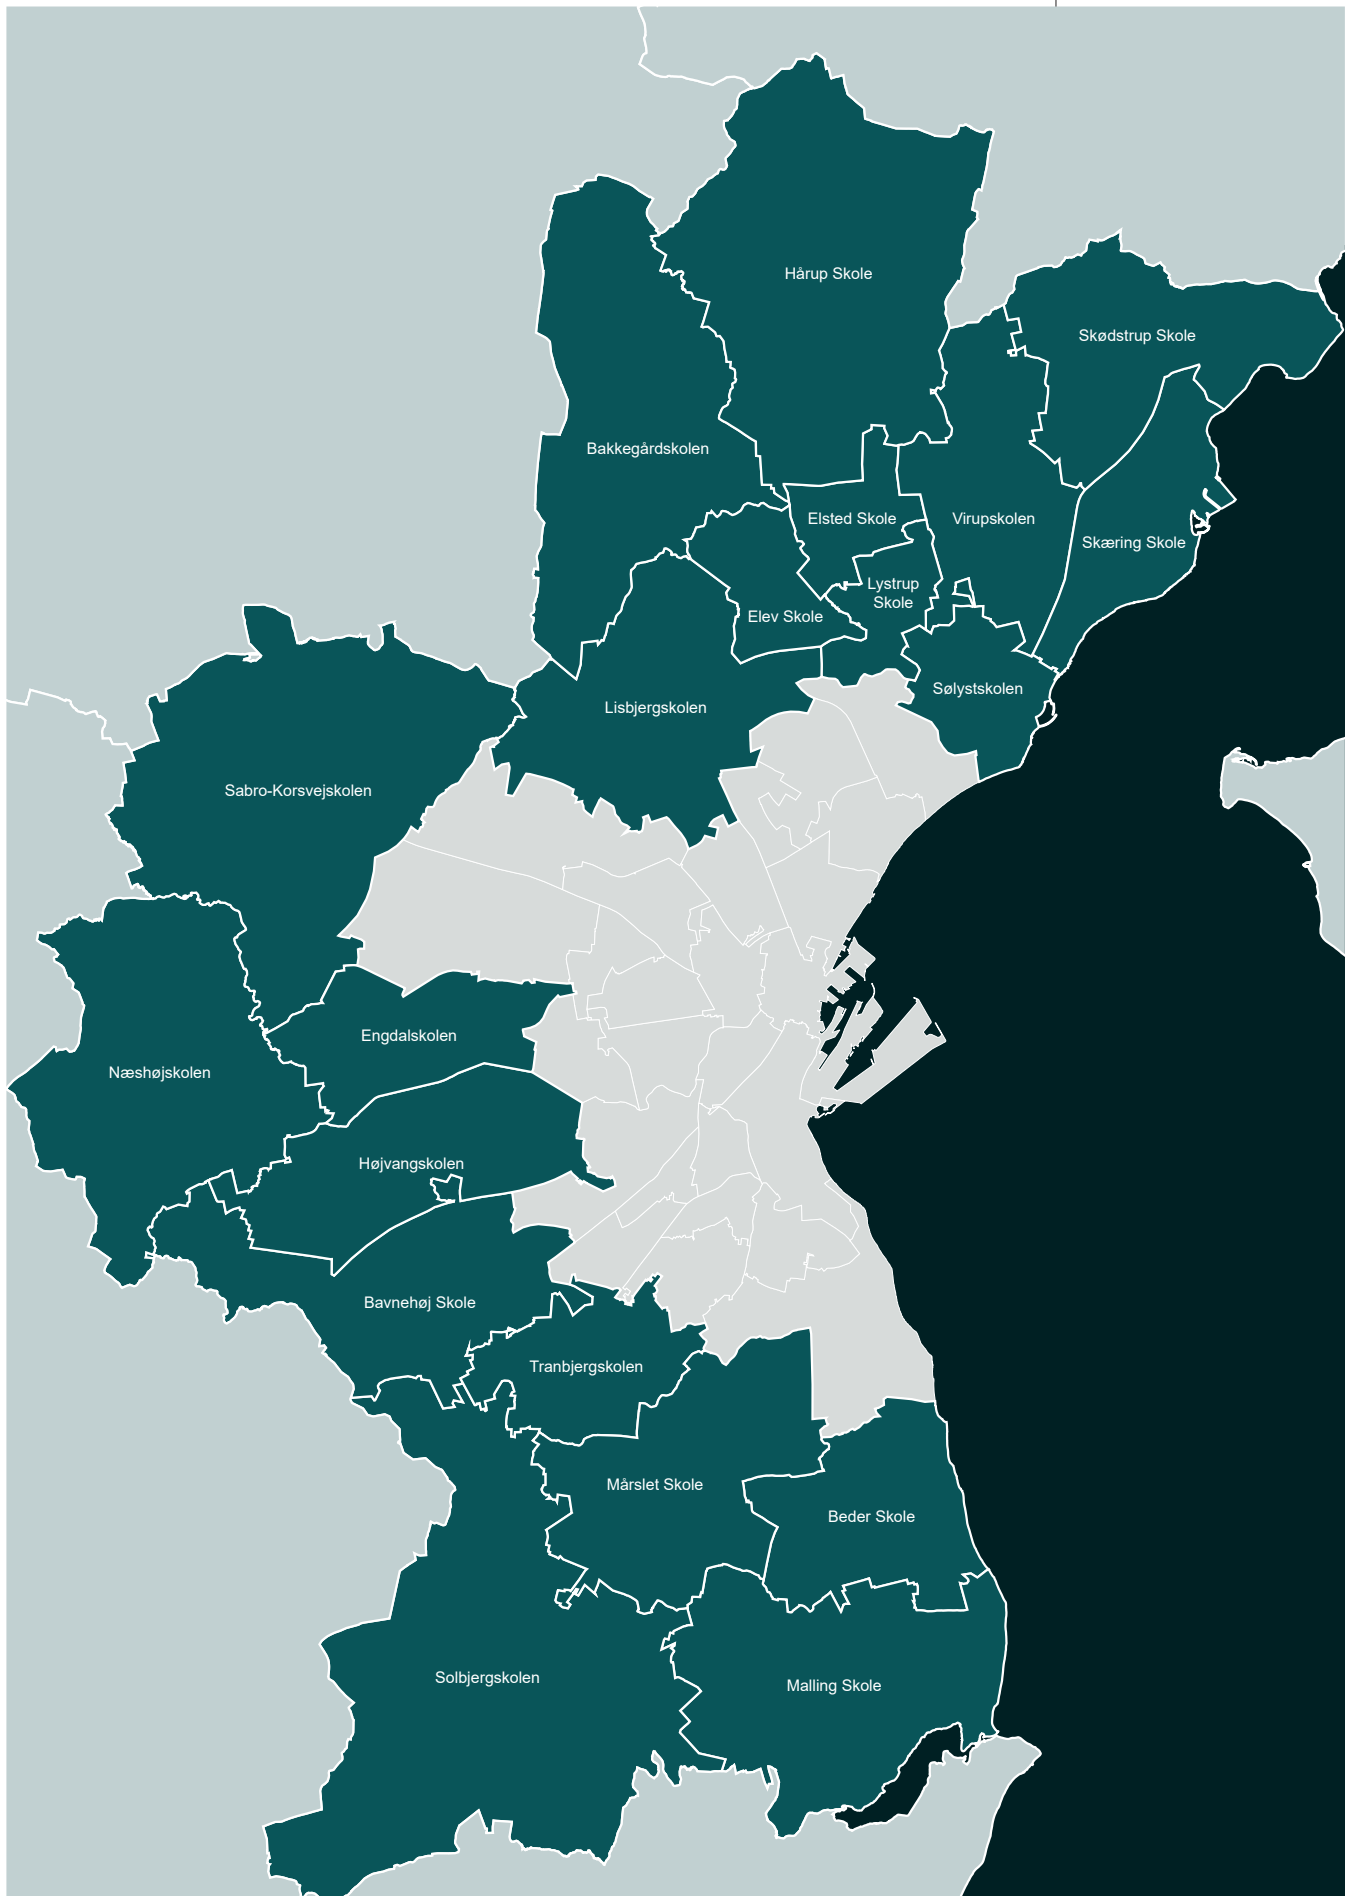 Hårup Skole
Skødstrup Skole
Bakkegårdskolen
Elsted Skole
Virupskolen
Skæring Skole
Lystrup
Skole
Elev Skole
Sølystskolen
Lisbjergskolen
Sabro-Korsvejskolen
Engdalskolen
Næshøjskolen
Højvangskolen
Bavnehøj Skole
Tranbjergskolen
Mårslet Skole
Beder Skole
Solbjergskolen
Malling Skole